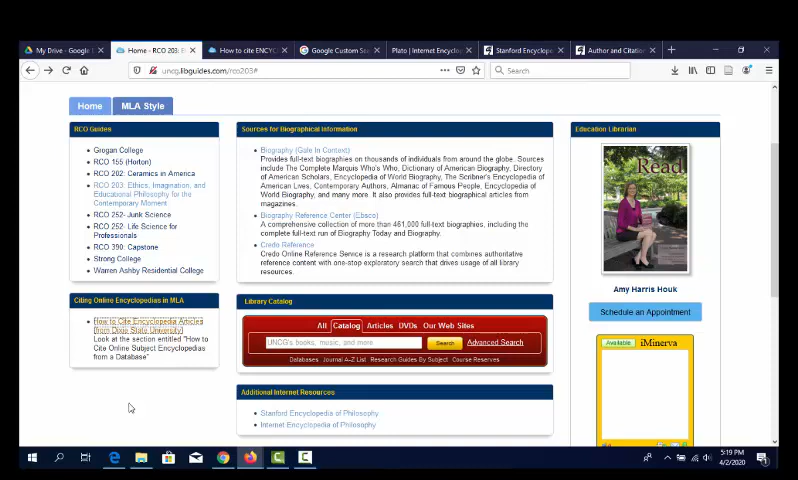 My Drive - Google
Home - RCO 203: E
How to cite ENCYC
Google Custom Sea
Plato | Internet Encyclope
Stanford Encyclope
Author and Citation
uncg.libguides.com/rco203#
Search
Home
MLA Style
RCO Guides
Grogan College
RCO 155 (Horton)
RCO 202: Ceramics in America
RCO 203: Ethics, Imagination, and
Educational Philosophy for the
Contemporary Moment
RCO 252- Junk Science
RCO 252- Life Science for
Professionals
RCO 390: Capstone
Strong College
Warren Ashby Residential College
Citing Online Encyclopedias in MLA
How to Cite Encyclopedia Articles
(from Dixie State University)
Look at the section entitled "How to
Cite Online Subject Encyclopedias
from a Database"
Sources for Biographical Information
Biography (Gale In Context)
Provides full-text biographies on thousands of individuals from around the globe. Sources
include The Complete Marquis Who's Who, Dictionary of American Biography, Directory
of American Scholars, Encyclopedia of World Biography, The Scribner's Encyclopedia of
American Lives, Contemporary Authors, Almanac of Famous People, Encyclopedia of
World Biography, and many more. It also provides full-text biographical articles from
magazines.
Biography Reference Center (Ebsco)
A comprehensive collection of more than 461,000 full-text biographies, including the
complete full-text run of Biography Today and Biography.
Credo Reference
Credo Online Reference Service is a research platform that combines authoritative
reference content with one-stop exploratory search that drives usage of all library
resources.
Library Catalog
All Catalog Articles DVDs Our Web Sites
UNCG's books, music, and more
Search
Advanced Search
Databases Journal A-Z List Research Guides By Subject Course Reserves
Additional Internet Resources
Stanford Encyclopedia of Philosophy
Internet Encyclopedia of Philosophy
Education Librarian
Read
Amy Harris Houk
Schedule an Appointment
Available
iMinerva
5:19 PM
4/2/2020